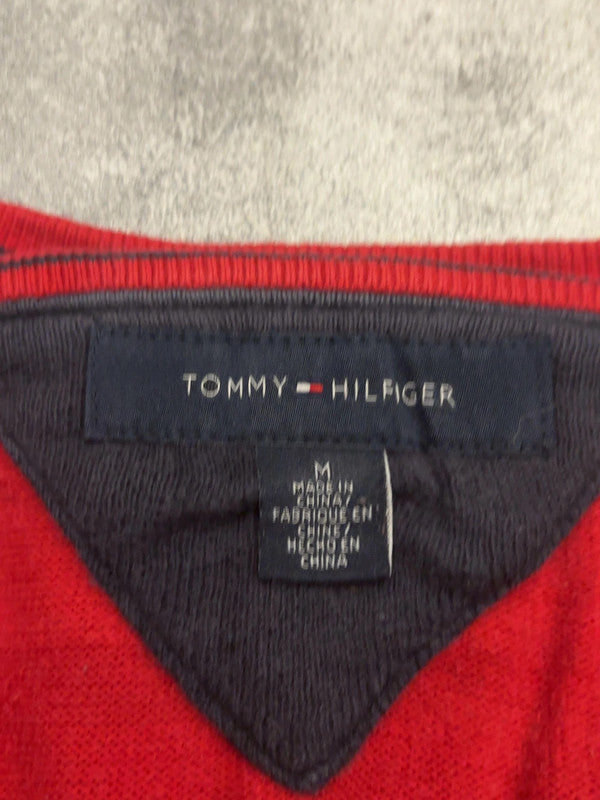 TOMMY HILFIGER
M
MADE IN
CHINA/
FABRIQUE EN
CHINE/
HECHO EN
CHINA